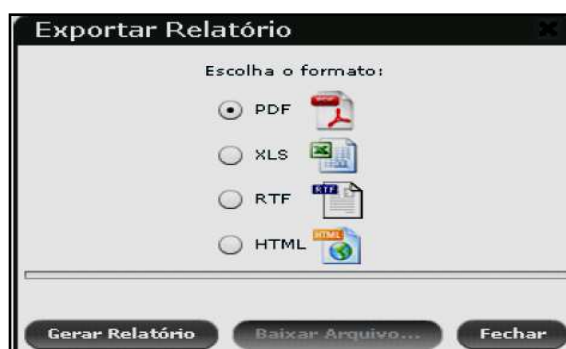 Exportar Relatório
Escolha o formato:
PDF
XLS
RTF
HTML
Gerar Relatório Baixar Arquivo... Fechar